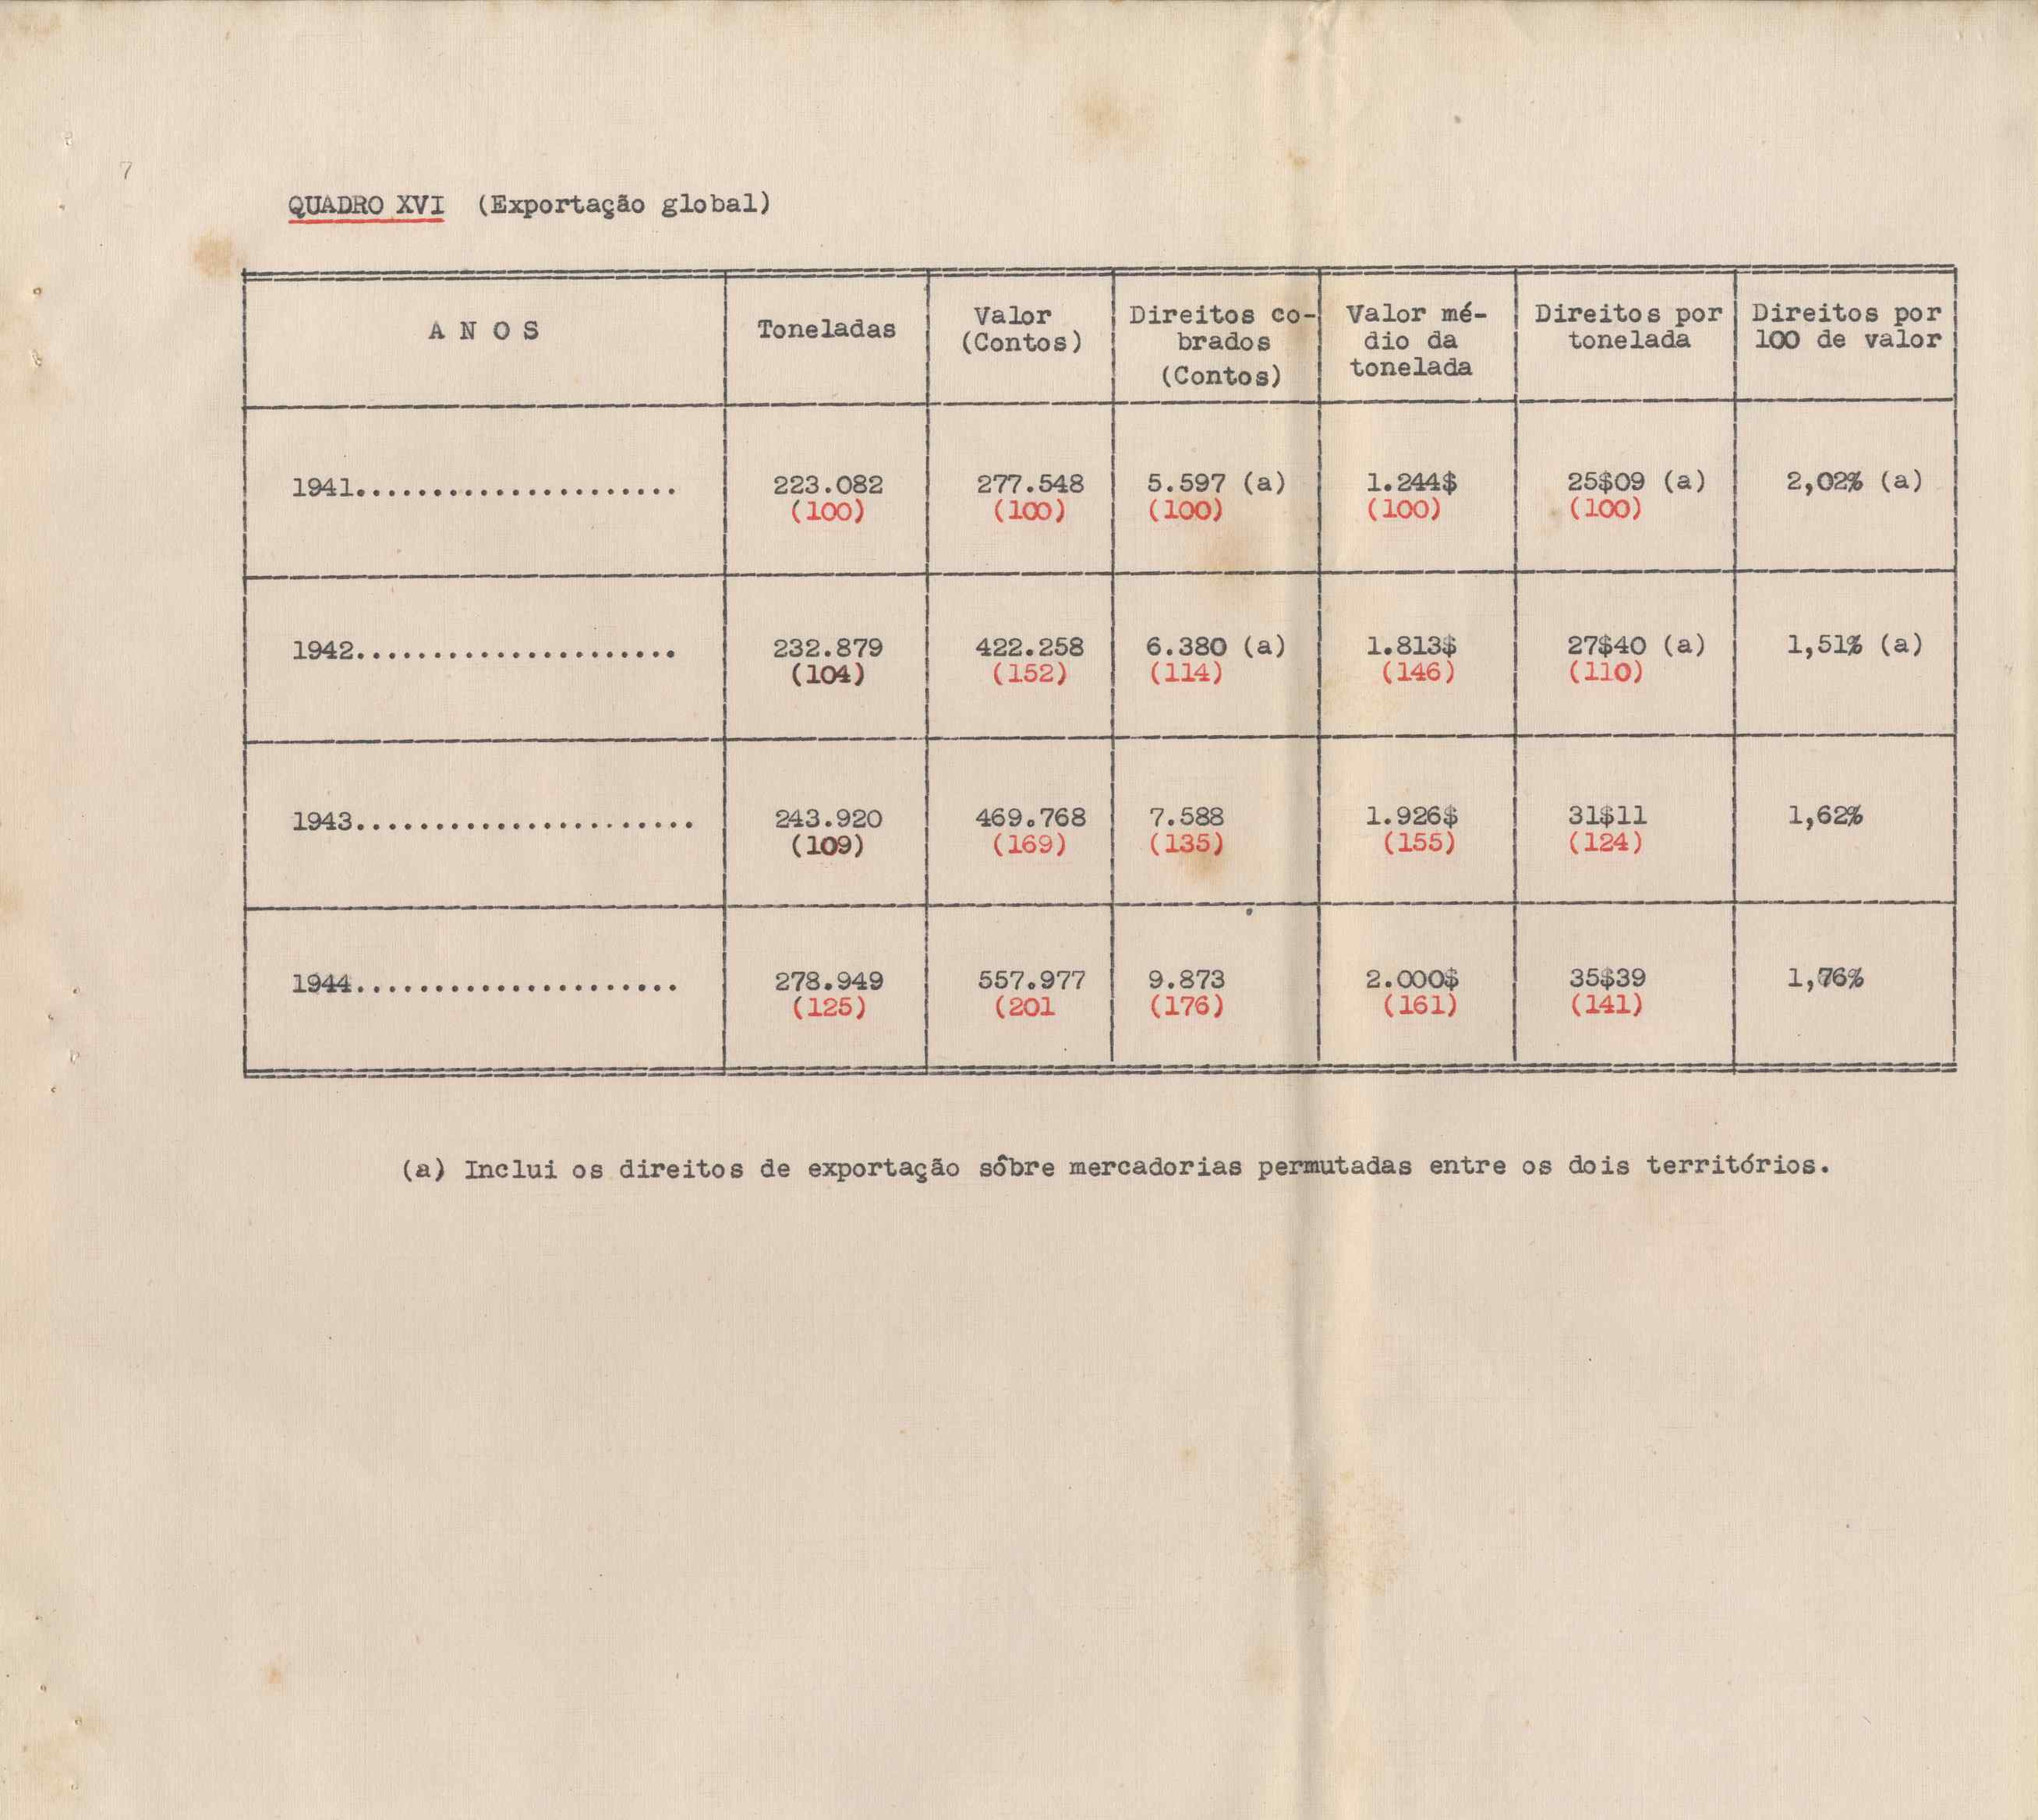 7
QUADRO XVI (Exportação global)
A N O S
Toneladas
Valor
(Contos)
Direitos co-
brados
(Contos)
Valor mé-
dio da
tonelada
Direitos por
tonelada
Direitos por
100 de valor
1941..................... 223.082 277.548 5.597 (a) 1.244$ 25$09 (a) 2,02% (a)
(100) (100) (100) (100) (100)
1942..................... 232.879 422.258 6.380 (a) 1.813$ 27$40 (a) 1,51% (a)
(104) (152) (114) (146) (110)
1943...................... 243.920 469.768 7.588 1.926$ 31$11 1,62%
(109) (169) (135) (155) (124)
1944..................... 278.949 557.977 9.873 2.000$ 35$39 1,76%
(125) (201 (176) (161) (141)
(a) Inclui os direitos de exportação sôbre mercadorias permutadas entre os dois territórios.